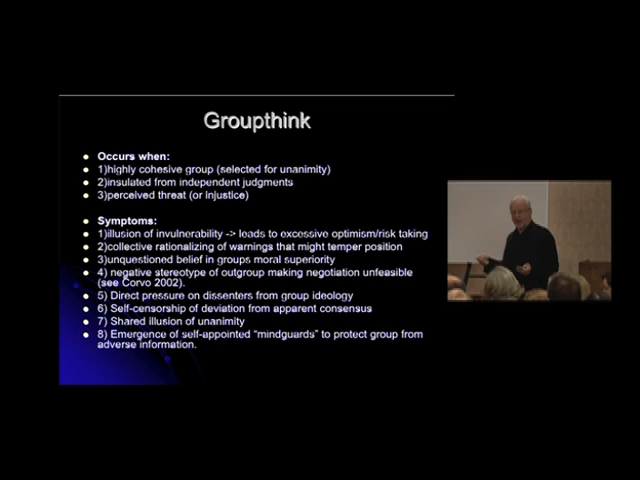 Groupthink
Occurs when:
1)highly cohesive group (selected for unanimity)
2)insulated from independent judgments
3)perceived threat (or injustice)
Symptoms:
1)illusion of invulnerability -> leads to excessive optimism/risk taking
2)collective rationalizing of warnings that might temper position
3)unquestioned belief in groups moral superiority
4) negative stereotype of outgroup making negotiation unfeasible
(see Corvo 2002).
5) Direct pressure on dissenters from group ideology
6) Self-censorship of deviation from apparent consensus
7) Shared illusion of unanimity
8) Emergence of self-appointed “mindguards” to protect group from
adverse information.